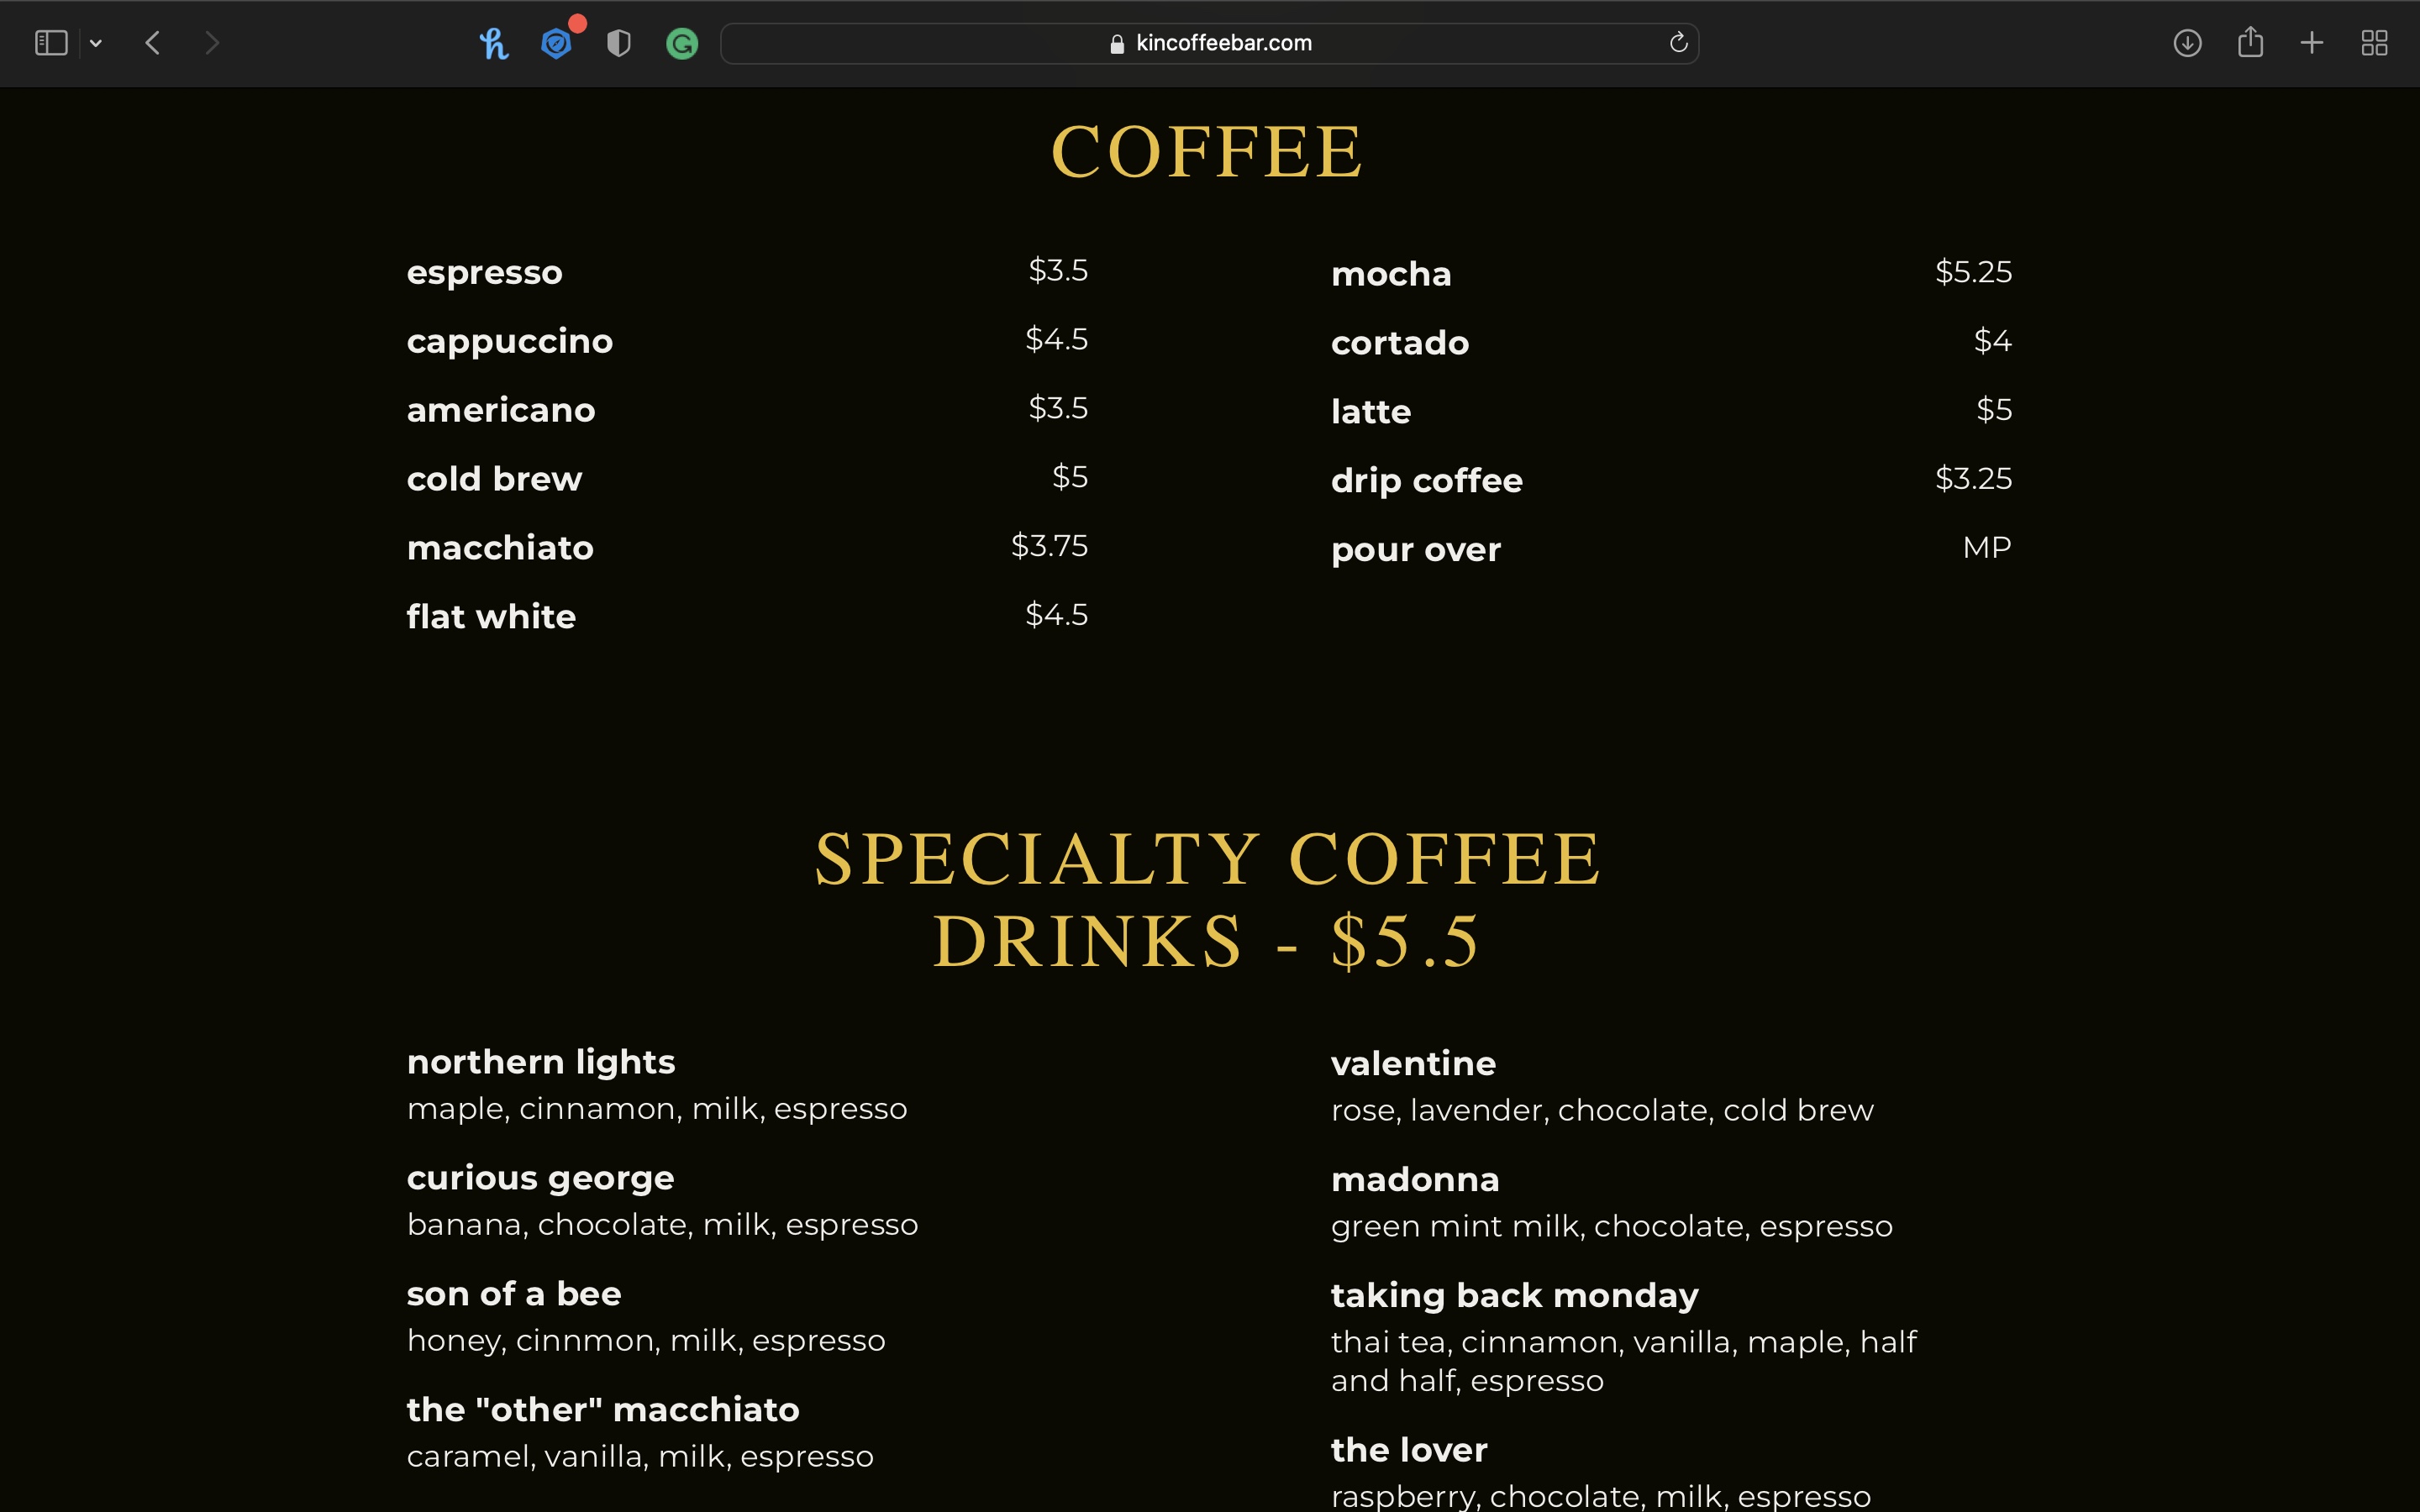 kincoffeebar.com
COFFEE
espresso $3.5
cappuccino $4.5
americano $3.5
cold brew $5
macchiato $3.75
flat white $4.5
mocha $5.25
cortado $4
latte $5
drip coffee $3.25
pour over MP
SPECIALTY COFFEE
DRINKS - $5.5
northern lights
maple, cinnamon, milk, espresso
curious george
banana, chocolate, milk, espresso
son of a bee
honey, cinnmon, milk, espresso
the "other" macchiato
caramel, vanilla, milk, espresso
valentine
rose, lavender, chocolate, cold brew
madonna
green mint milk, chocolate, espresso
taking back monday
thai tea, cinnamon, vanilla, maple, half
and half, espresso
the lover
raspberry, chocolate, milk, espresso